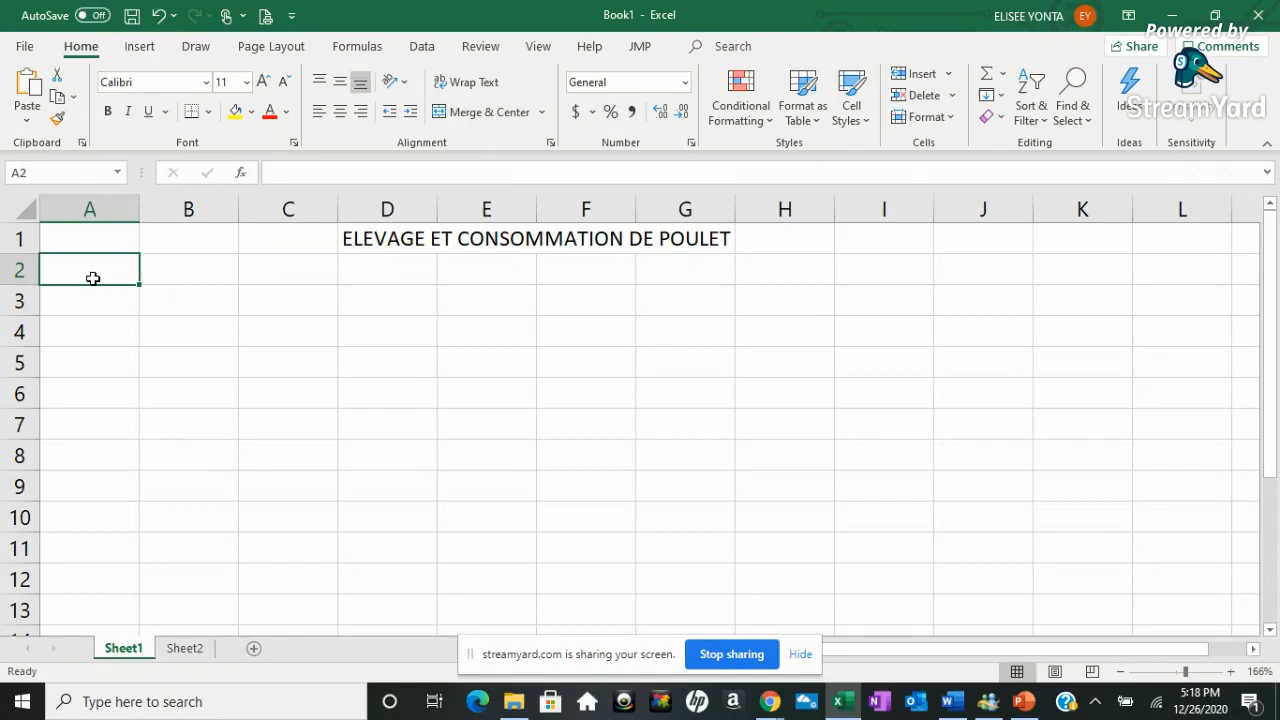 AutoSave Off Book1 - Excel ELISEE YONTA EY
Powered by
StreamYard
File Home Insert Draw Page Layout Formulas Data Review View Help JMP Search Share Comments
Paste Calibri 11 Wrap Text General Conditional Formatting Format as Table Cell Styles Insert Sort & Filter Find & Select
B I U A Merge & Center $ % Delete
Format
Clipboard Font Alignment Number Styles Cells Editing Ideas Sensitivity
A2 fx
A B C D E F G H I J K L
1 ELEVAGE ET CONSOMMATION DE POULET
2
3
4
5
6
7
8
9
10
11
12
13
Sheet1 Sheet2
streamyard.com is sharing your screen. Stop sharing Hide
Ready 166%
Type here to search 5:18 PM
12/26/2020